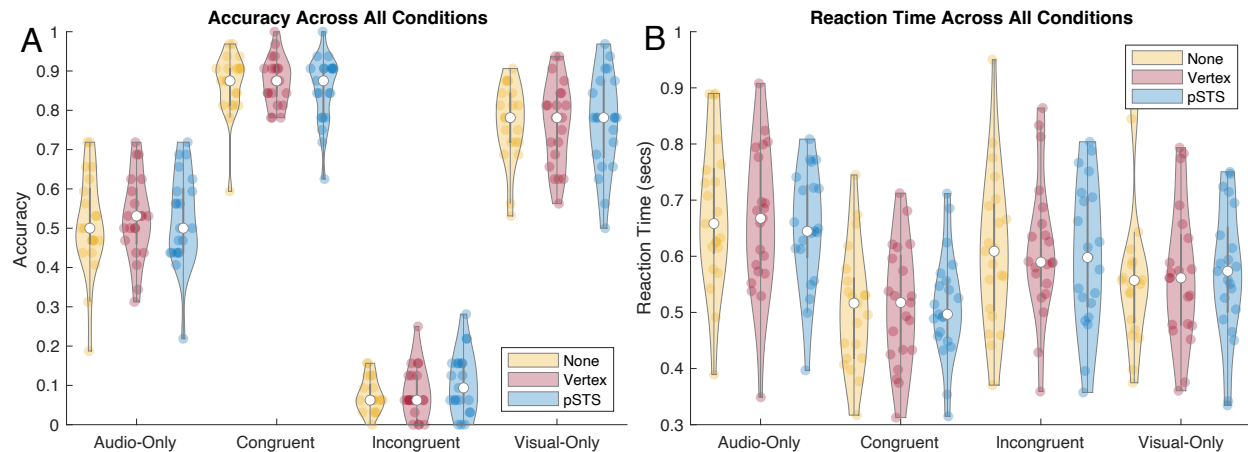 A
Accuracy Across All Conditions
Accuracy
1
0.9
0.8
0.7
0.6
0.5
0.4
0.3
0.2
0.1
0
None
Vertex
pSTS
Audio-Only Congruent Incongruent Visual-Only
B
Reaction Time Across All Conditions
Reaction Time (secs)
1
0.9
0.8
0.7
0.6
0.5
0.4
0.3
None
Vertex
pSTS
Audio-Only Congruent Incongruent Visual-Only